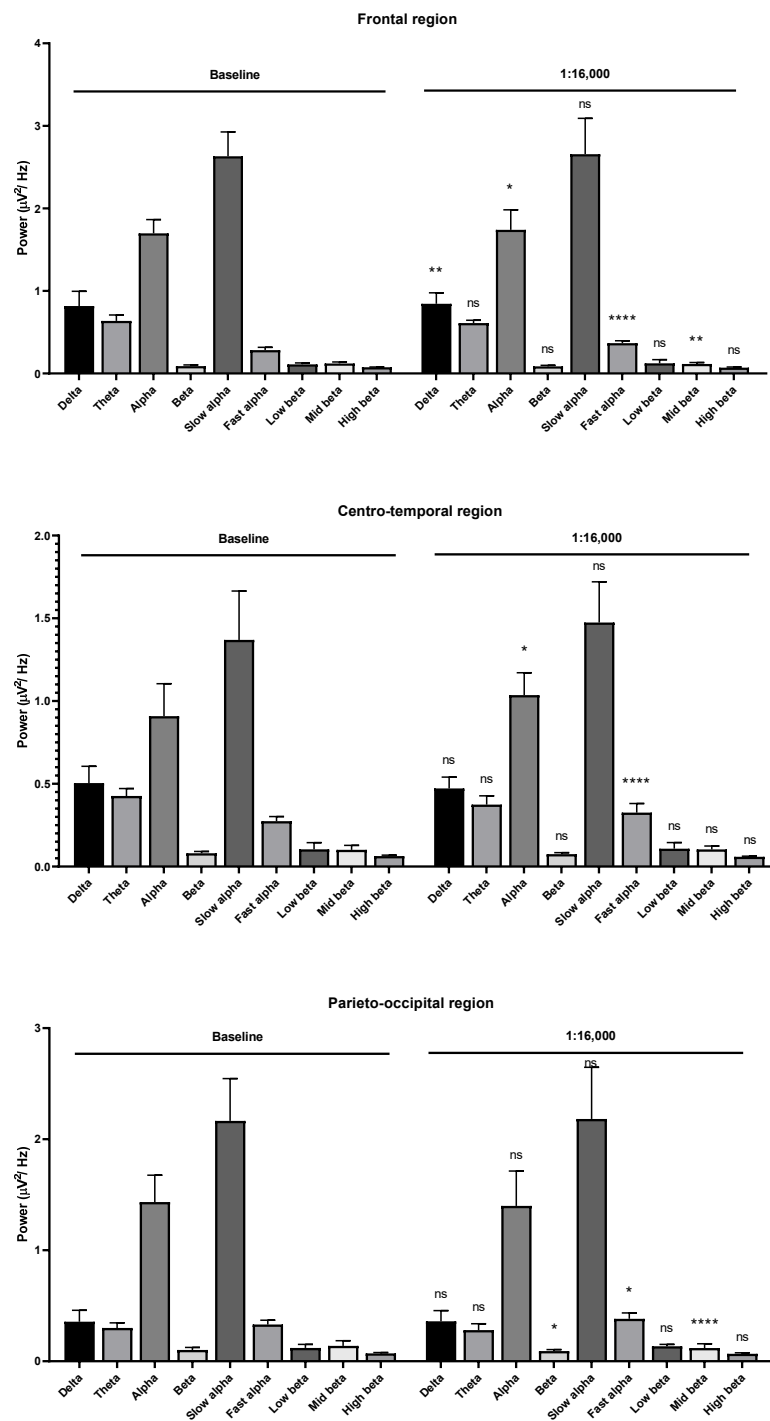 Frontal region
Baseline
1:16,000
Power (μV²/ Hz)
4
3
2
1
0
** ns * ns ns **** ns ** ns
Delta Theta Alpha Beta Slow alpha Fast alpha Low beta Mid beta High beta Delta Theta Alpha Beta Slow alpha Fast alpha Low beta Mid beta High beta
Centro-temporal region
Baseline
1:16,000
Power (μV²/ Hz)
2.0
1.5
1.0
0.5
0.0
ns ns * ns ns **** ns ns ns
Delta Theta Alpha Beta Slow alpha Fast alpha Low beta Mid beta High beta Delta Theta Alpha Beta Slow alpha Fast alpha Low beta Mid beta High beta
Parieto-occipital region
Baseline
1:16,000
Power (μV²/ Hz)
3
2
1
0
ns ns ns * ns * ns **** ns
Delta Theta Alpha Beta Slow alpha Fast alpha Low beta Mid beta High beta Delta Theta Alpha Beta Slow alpha Fast alpha Low beta Mid beta High beta